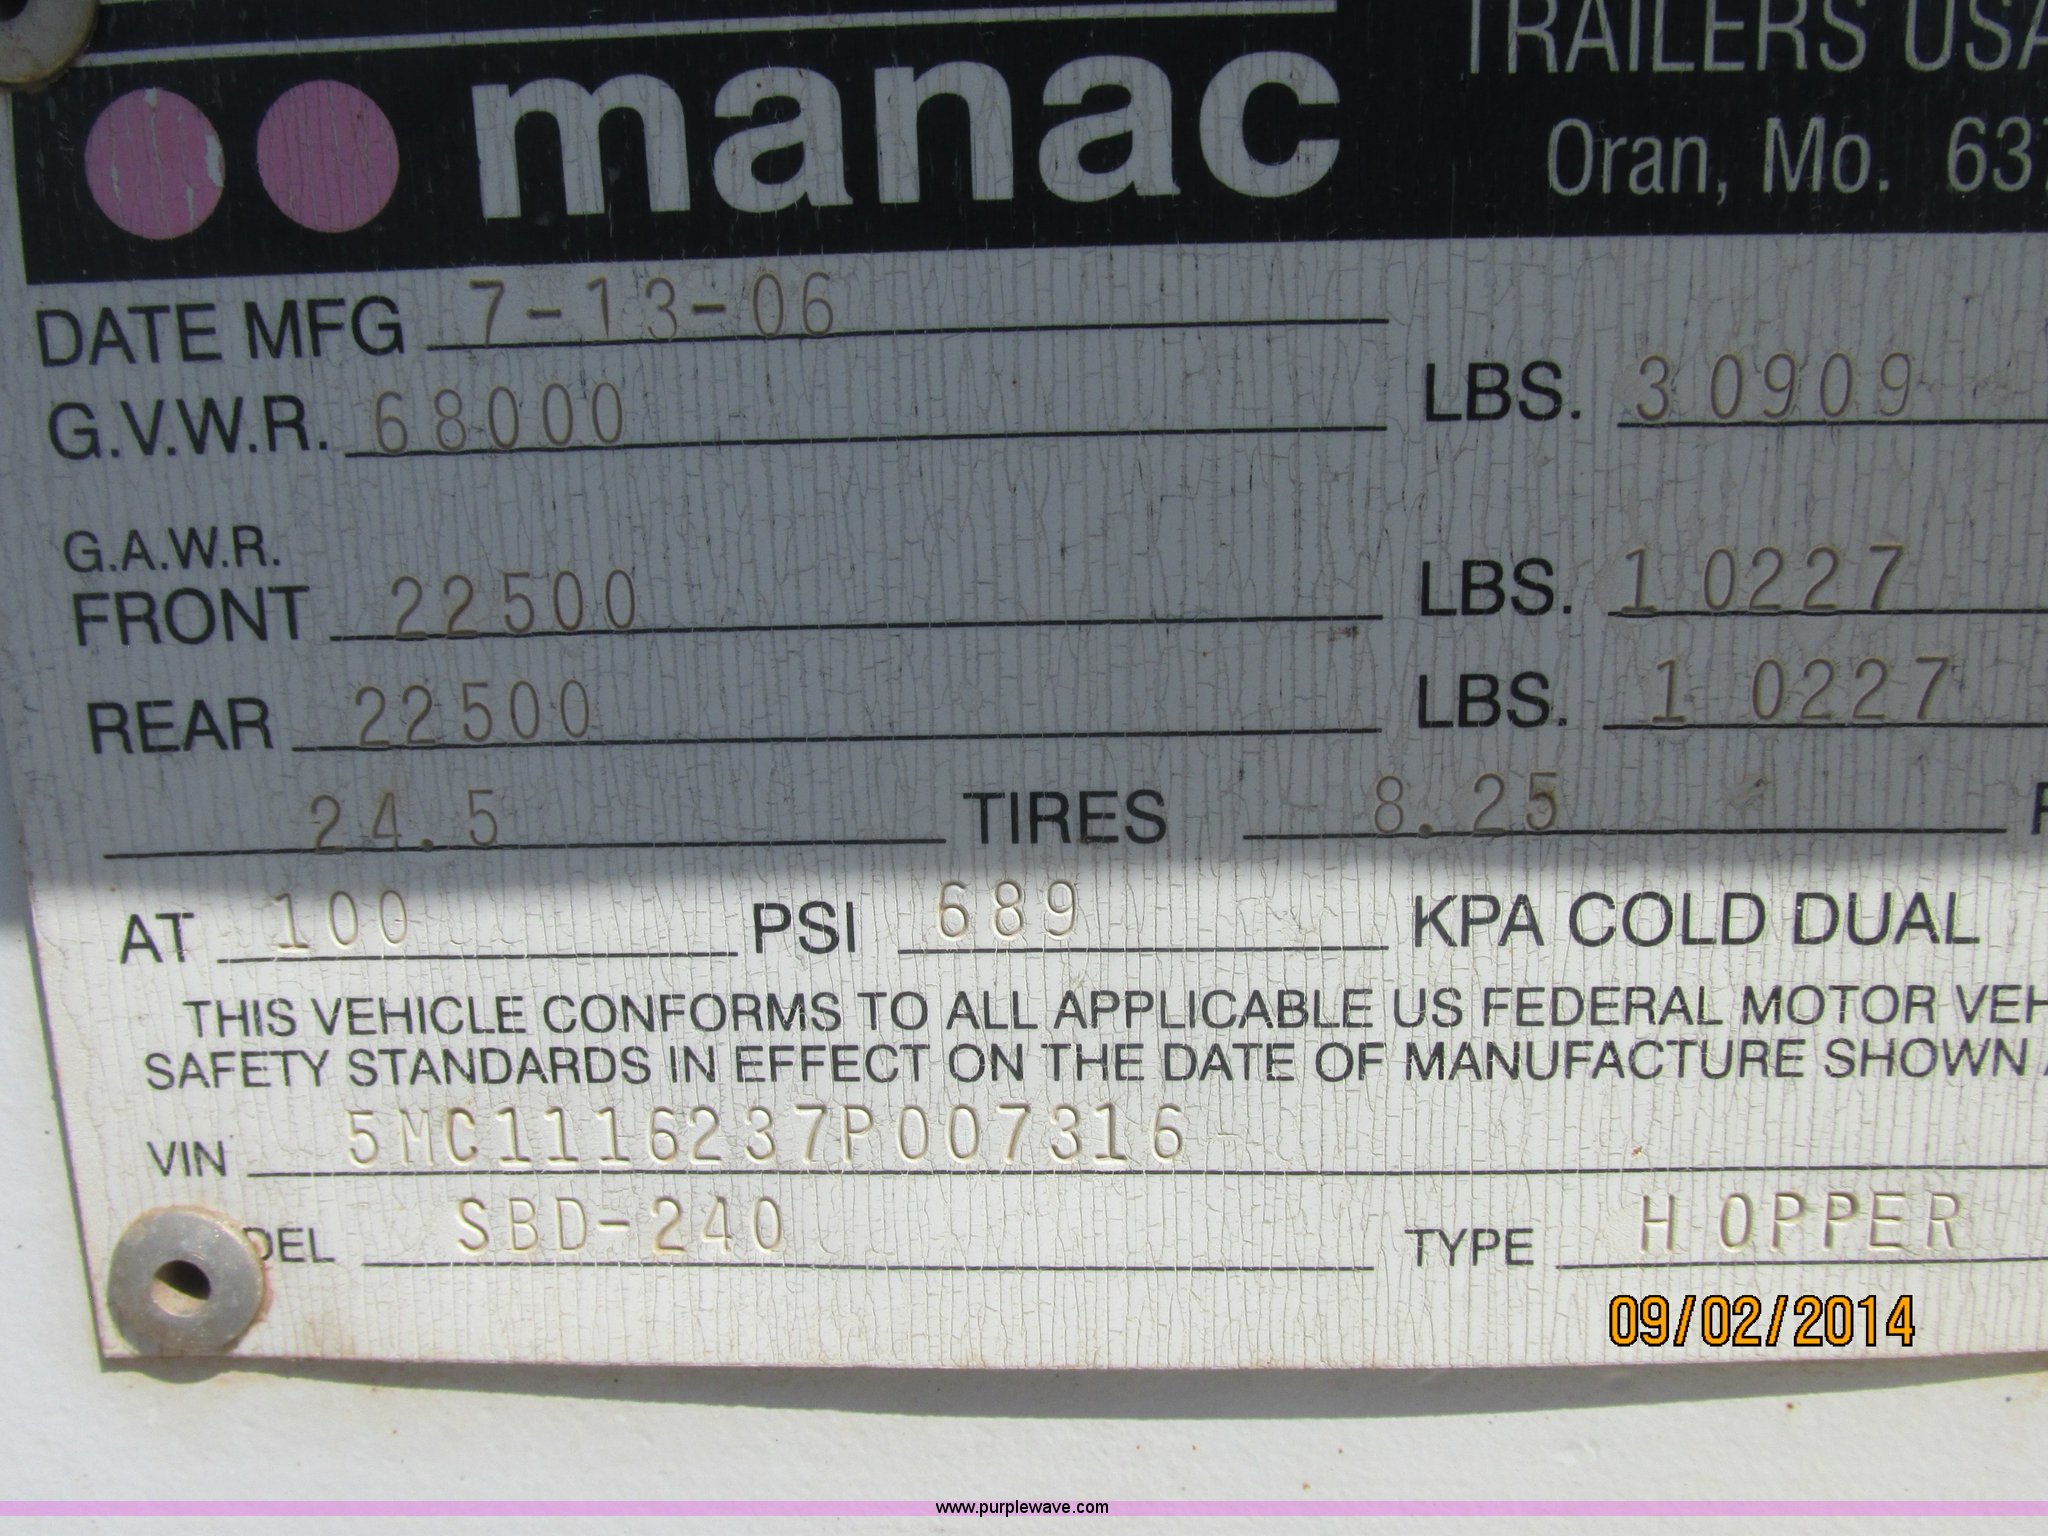 manac
TRAILERS USA
Oran, Mo. 637
DATE MFG 7-13-06
G.V.W.R. 68000 LBS. 30909
G.A.W.R.
FRONT 22500 LBS. 10227
REAR 22500 LBS. 10227
24.5 TIRES 8.25
AT 100 PSI 689 KPA COLD DUAL
THIS VEHICLE CONFORMS TO ALL APPLICABLE US FEDERAL MOTOR VEH
SAFETY STANDARDS IN EFFECT ON THE DATE OF MANUFACTURE SHOWN
VIN 5MC1116237P007316
DEL SBD-240 TYPE HOPPER
09/02/2014
www.purplewave.com